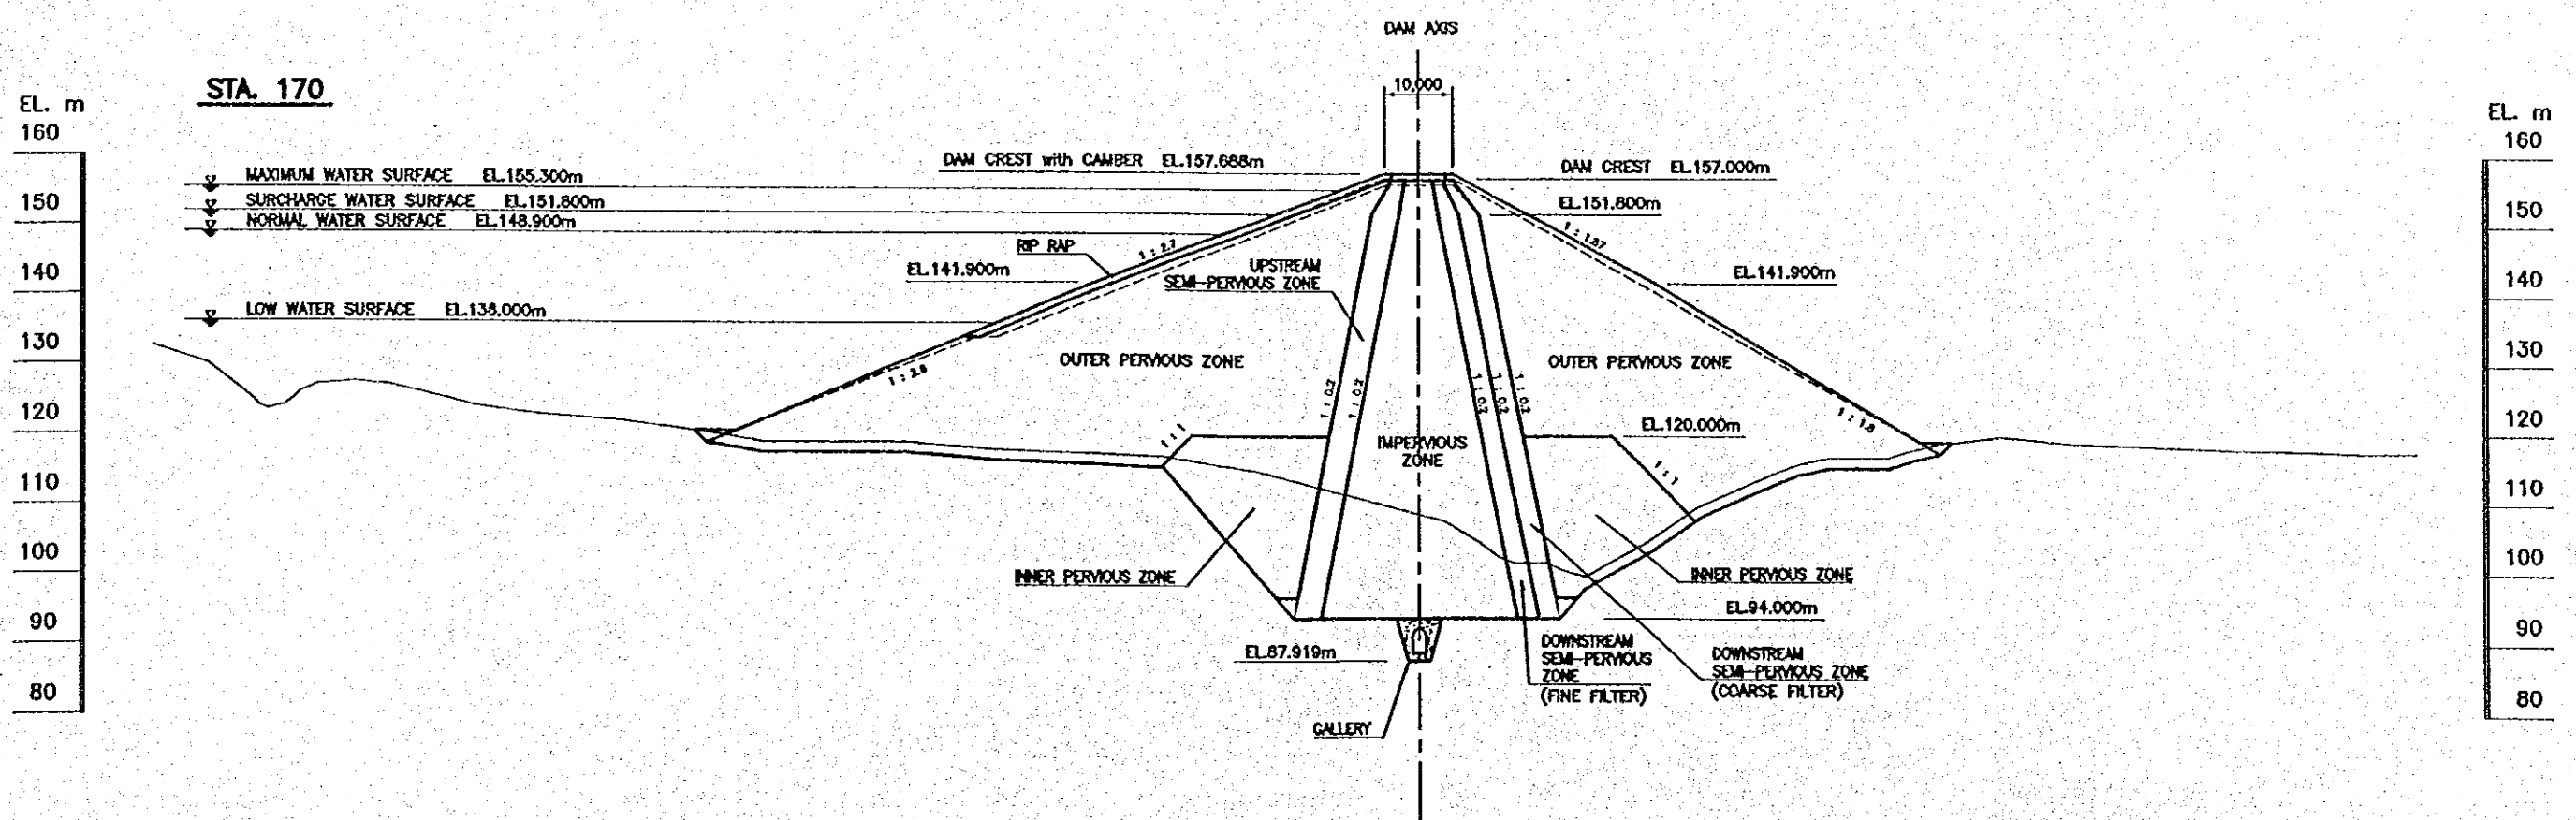 DAM AXIS
STA. 170
10,000
EL. m
160
150
140
130
120
110
100
90
80
MAXIMUM WATER SURFACE EL.155.300m
SURCHARGE WATER SURFACE EL.151.800m
NORMAL WATER SURFACE EL.148.900m
LOW WATER SURFACE EL.136.000m
DAM CREST with CAMBER EL.157.688m
DAM CREST EL.157.000m
EL.151.800m
RIP RAP
1 : 2.7
EL.141.900m
UPSTREAM
SEMI-PERVIOUS ZONE
1 : 1.87
EL.141.900m
OUTER PERVIOUS ZONE
OUTER PERVIOUS ZONE
1 : 2.8
1 : 0.2
1 : 0.2
1 : 0.2
1 : 0.2
1 : 0.2
1 : 1.8
1 : 1
EL.120.000m
IMPERVIOUS
ZONE
1 : 1
INNER PERVIOUS ZONE
INNER PERVIOUS ZONE
EL.94.000m
EL.87.919m
DOWNSTREAM
SEMI-PERVIOUS
ZONE
(FINE FILTER)
DOWNSTREAM
SEMI-PERVIOUS ZONE
(COARSE FILTER)
GALLERY
EL. m
160
150
140
130
120
110
100
90
80